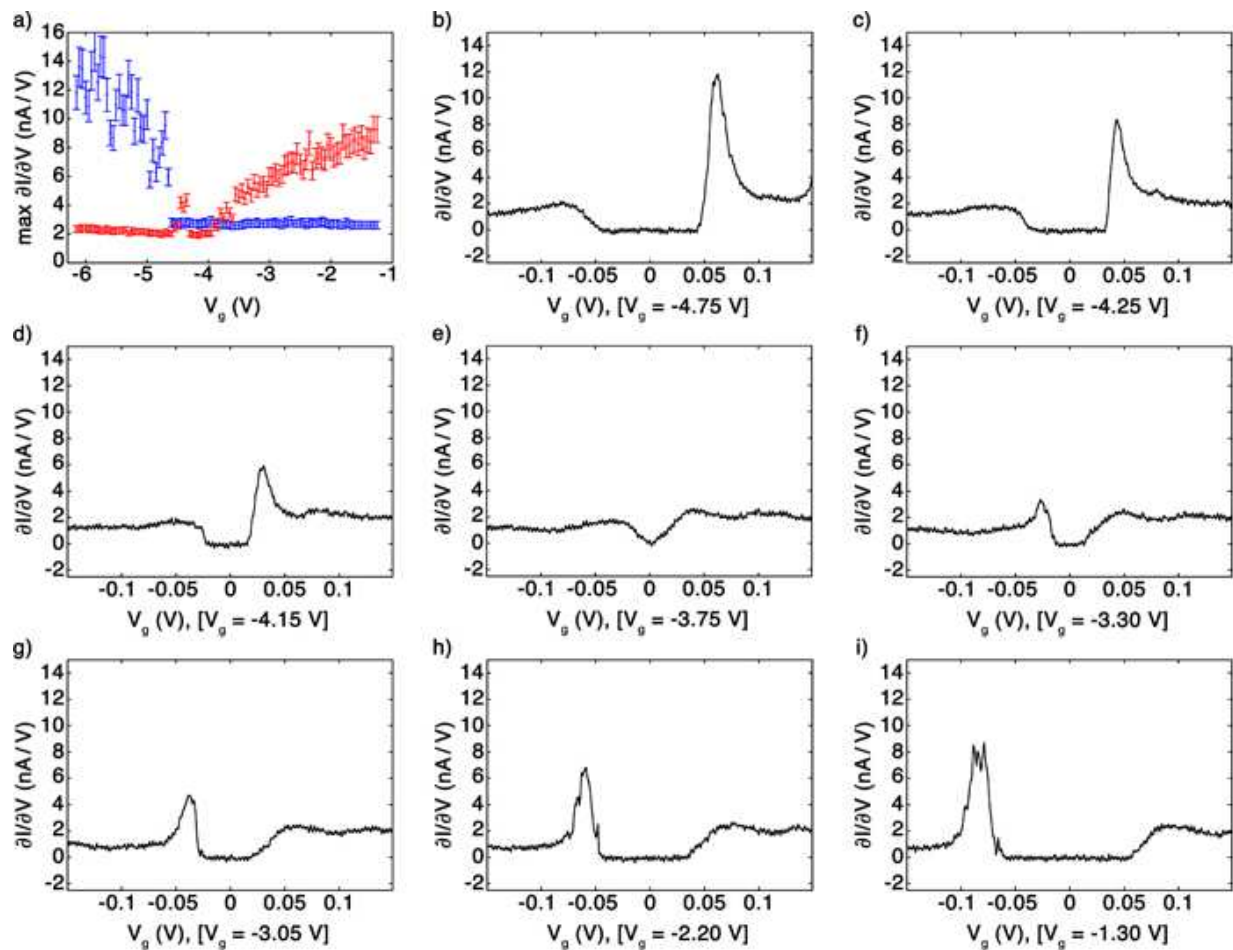 a)
16
14
12
10
8
6
4
2
0
max ∂I/∂V (nA / V)
-6 -5 -4 -3 -2 -1
V_g (V)
b)
14
12
10
8
6
4
2
0
-2
∂I/∂V (nA / V)
-0.1 -0.05 0 0.05 0.1
V_g (V), [V_g = -4.75 V]
c)
14
12
10
8
6
4
2
0
-2
∂I/∂V (nA / V)
-0.1 -0.05 0 0.05 0.1
V_g (V), [V_g = -4.25 V]
d)
14
12
10
8
6
4
2
0
-2
∂I/∂V (nA / V)
-0.1 -0.05 0 0.05 0.1
V_g (V), [V_g = -4.15 V]
e)
14
12
10
8
6
4
2
0
-2
∂I/∂V (nA / V)
-0.1 -0.05 0 0.05 0.1
V_g (V), [V_g = -3.75 V]
f)
14
12
10
8
6
4
2
0
-2
∂I/∂V (nA / V)
-0.1 -0.05 0 0.05 0.1
V_g (V), [V_g = -3.30 V]
g)
14
12
10
8
6
4
2
0
-2
∂I/∂V (nA / V)
-0.1 -0.05 0 0.05 0.1
V_g (V), [V_g = -3.05 V]
h)
14
12
10
8
6
4
2
0
-2
∂I/∂V (nA / V)
-0.1 -0.05 0 0.05 0.1
V_g (V), [V_g = -2.20 V]
i)
14
12
10
8
6
4
2
0
-2
∂I/∂V (nA / V)
-0.1 -0.05 0 0.05 0.1
V_g (V), [V_g = -1.30 V]